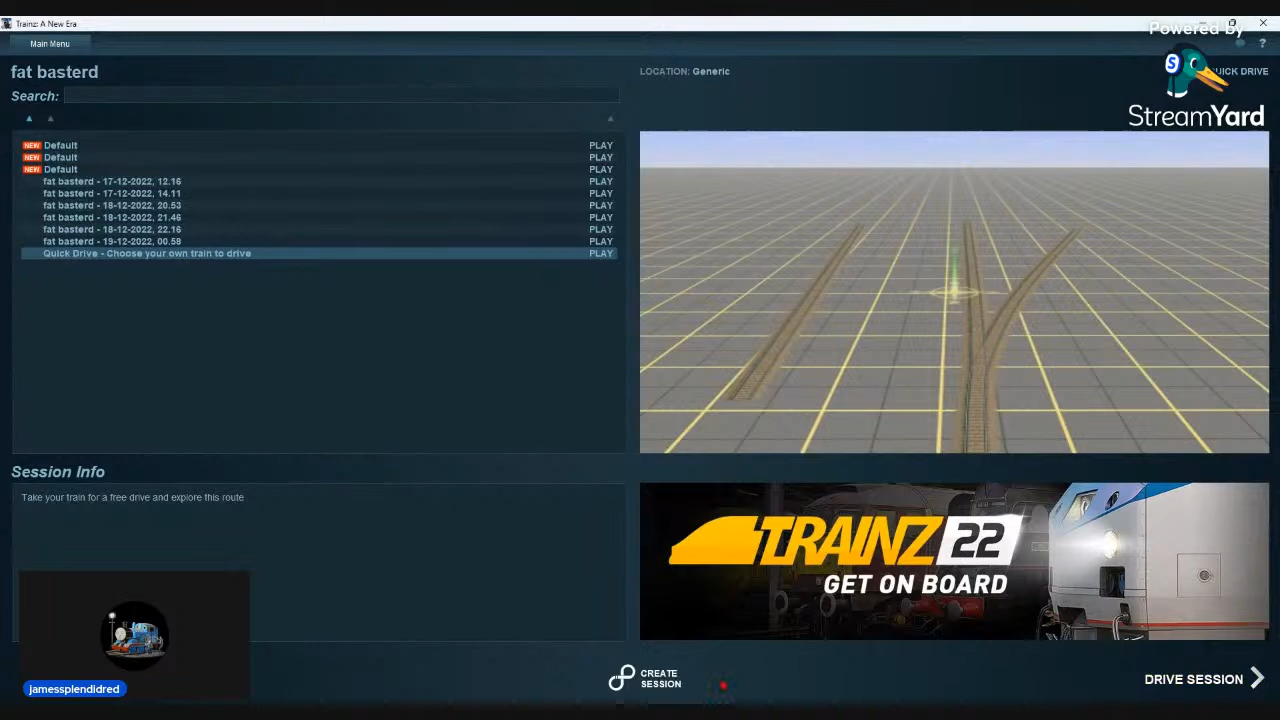 Trainz: A New Era
Powered by
Main Menu
?
fat basterd
LOCATION: Generic
QUICK DRIVE
S
StreamYard
Search:
NEW Default PLAY
NEW Default PLAY
NEW Default PLAY
fat basterd - 17-12-2022, 12.16 PLAY
fat basterd - 17-12-2022, 14.11 PLAY
fat basterd - 18-12-2022, 20.53 PLAY
fat basterd - 18-12-2022, 21.46 PLAY
fat basterd - 18-12-2022, 22.16 PLAY
fat basterd - 19-12-2022, 00.58 PLAY
Quick Drive - Choose your own train to drive PLAY
Session Info
Take your train for a free drive and explore this route
TRAINZ 22
GET ON BOARD
jamessplendidred
CREATE
SESSION
DRIVE SESSION